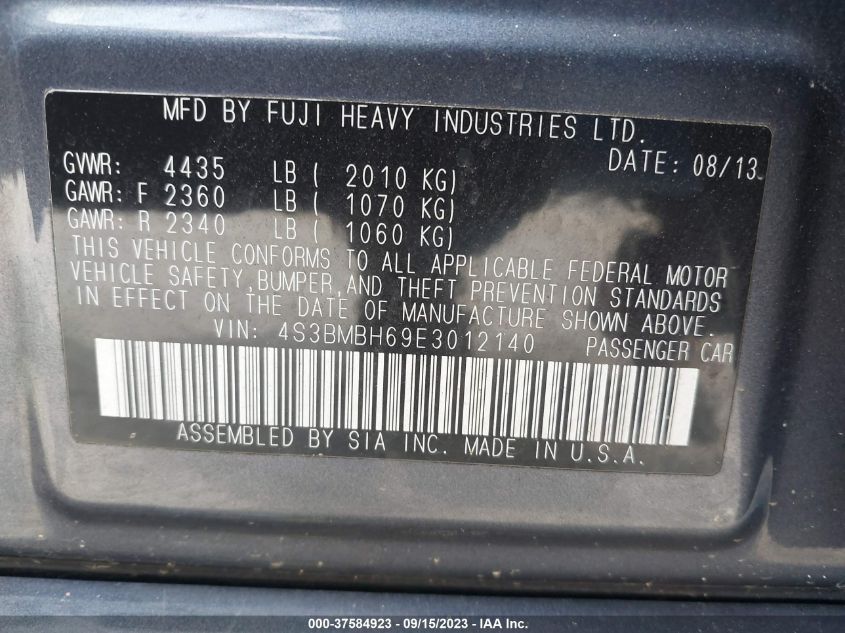 MFD BY FUJI HEAVY INDUSTRIES LTD.
DATE: 08/13
GVWR: 4435 LB ( 2010 KG)
GAWR: F 2360 LB ( 1070 KG)
GAWR: R 2340 LB ( 1060 KG)
THIS VEHICLE CONFORMS TO ALL APPLICABLE FEDERAL MOTOR
VEHICLE SAFETY, BUMPER, AND THEFT PREVENTION STANDARDS
IN EFFECT ON THE DATE OF MANUFACTURE SHOWN ABOVE.
VIN: 4S3BMBH69E3012140 PASSENGER CAR
ASSEMBLED BY SIA INC. MADE IN U.S.A.
000-37584923 - 09/15/2023 - IAA Inc.